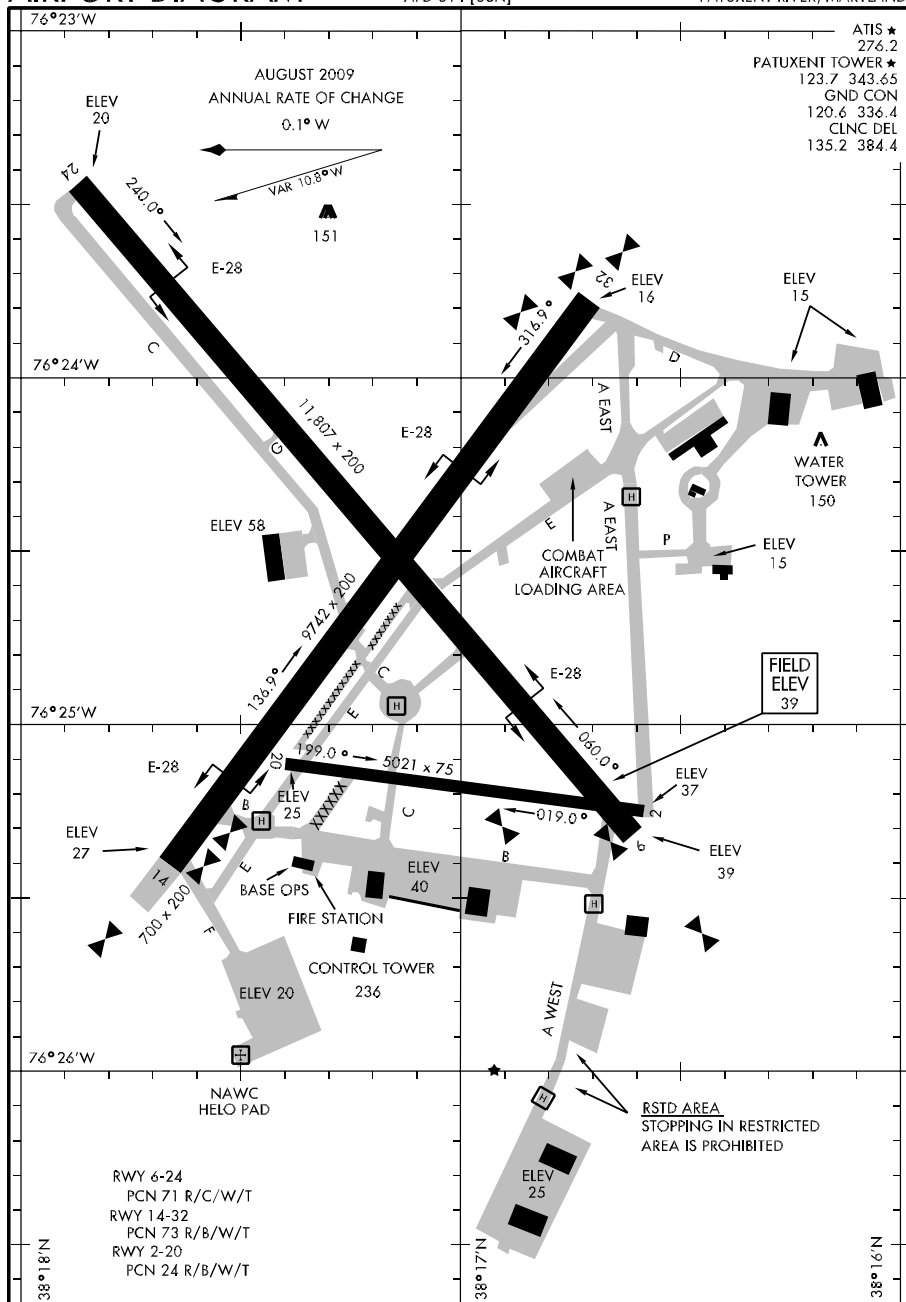 76°23'W
ATIS ★
276.2
PATUXENT TOWER ★
123.7 343.65
GND CON
120.6 336.4
CLNC DEL
135.2 384.4
AUGUST 2009
ANNUAL RATE OF CHANGE
0.1° W
VAR 10.8° W
ELEV
20
24
240.0°
E-28
151
32
ELEV
16
316.9°
ELEV
15
76°24'W
C
D
A EAST
11,807 x 200
E-28
G
WATER
TOWER
150
H
ELEV 58
E
A EAST
COMBAT
AIRCRAFT
LOADING AREA
P
ELEV
15
9742 x 200
136.9°
C
E
H
E-28
FIELD
ELEV
39
76°25'W
060.0°
E-28
20
199.0°
5021 x 75
019.0°
2
ELEV
37
B
ELEV
25
H
C
B
6
ELEV
39
ELEV
27
14
E
700 x 200
F
BASE OPS
FIRE STATION
ELEV
40
H
CONTROL TOWER
236
ELEV 20
A WEST
76°26'W
NAWC
HELO PAD
H
RSTD AREA
STOPPING IN RESTRICTED
AREA IS PROHIBITED
ELEV
25
RWY 6-24
PCN 71 R/C/W/T
RWY 14-32
PCN 73 R/B/W/T
RWY 2-20
PCN 24 R/B/W/T
38°18'N
38°17'N
38°16'N